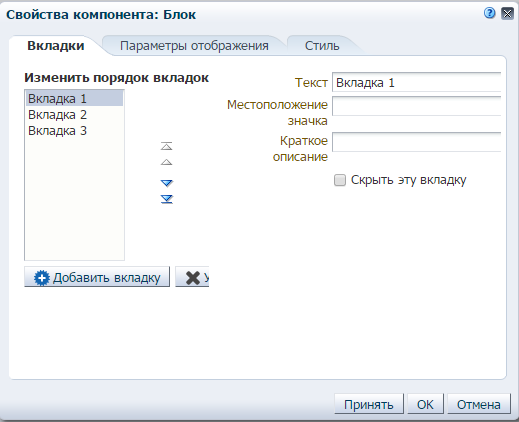 Свойства компонента: Блок
Вкладки Параметры отображения Стиль
Изменить порядок вкладок
Вкладка 1
Вкладка 2
Вкладка 3
Добавить вкладку
Текст Вкладка 1
Местоположение
значка
Краткое
описание
Скрыть эту вкладку
Принять OK Отмена